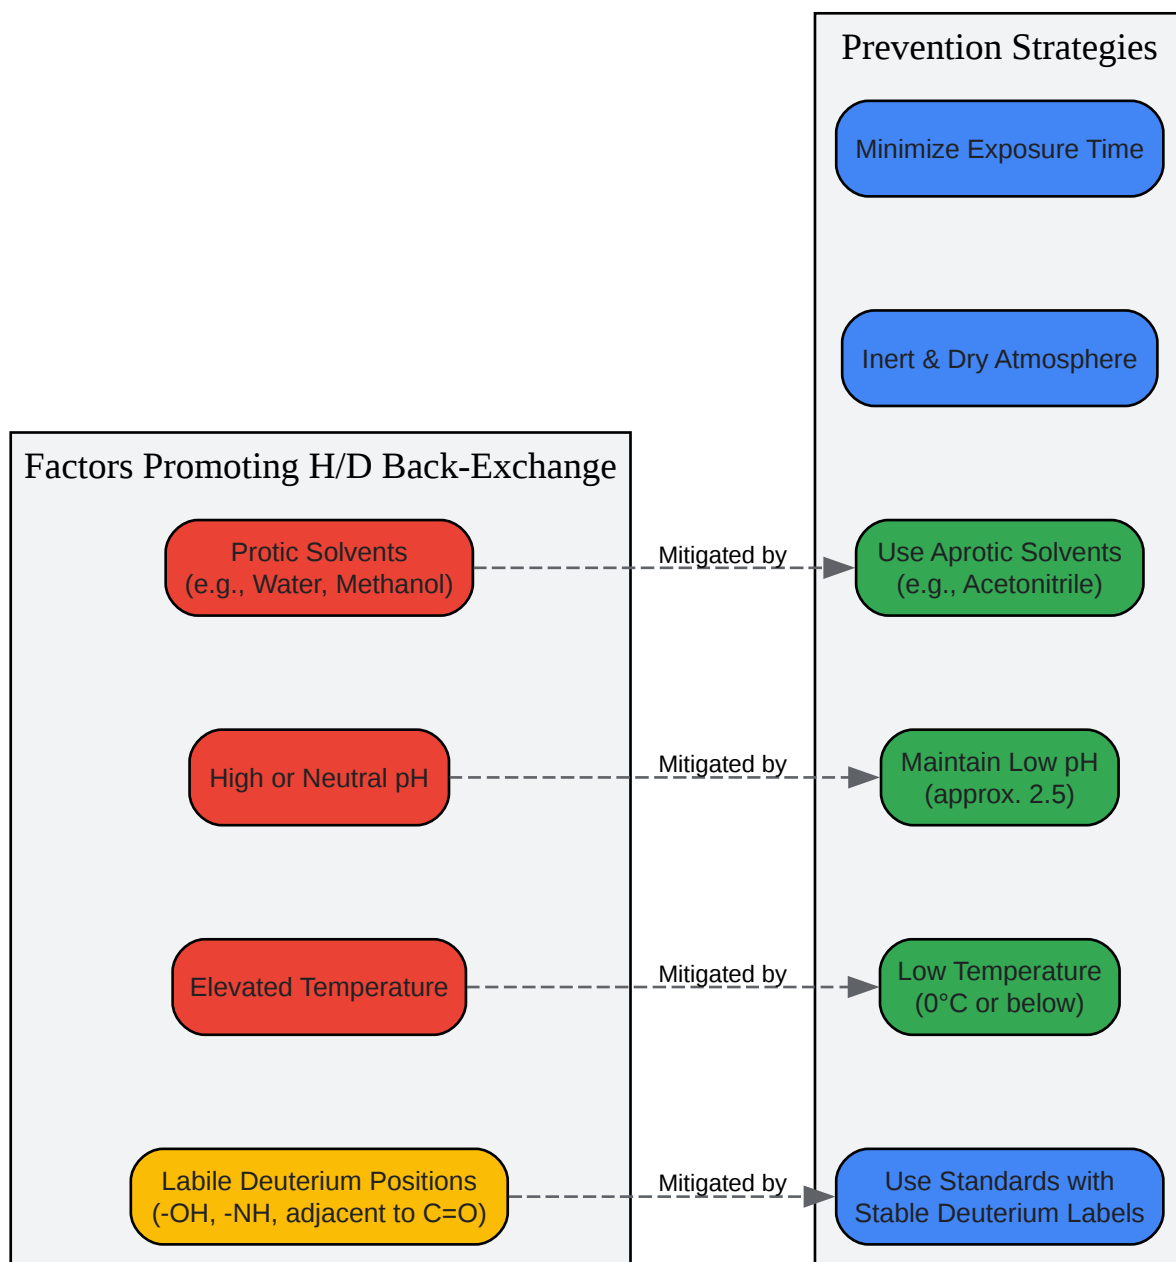 Prevention Strategies
Minimize Exposure Time
Inert & Dry Atmosphere
Factors Promoting H/D Back-Exchange
Protic Solvents
(e.g., Water, Methanol)
Mitigated by
Use Aprotic Solvents
(e.g., Acetonitrile)
High or Neutral pH
Mitigated by
Maintain Low pH
(approx. 2.5)
Elevated Temperature
Mitigated by
Low Temperature
(0°C or below)
Labile Deuterium Positions
(-OH, -NH, adjacent to C=O)
Mitigated by
Use Standards with
Stable Deuterium Labels